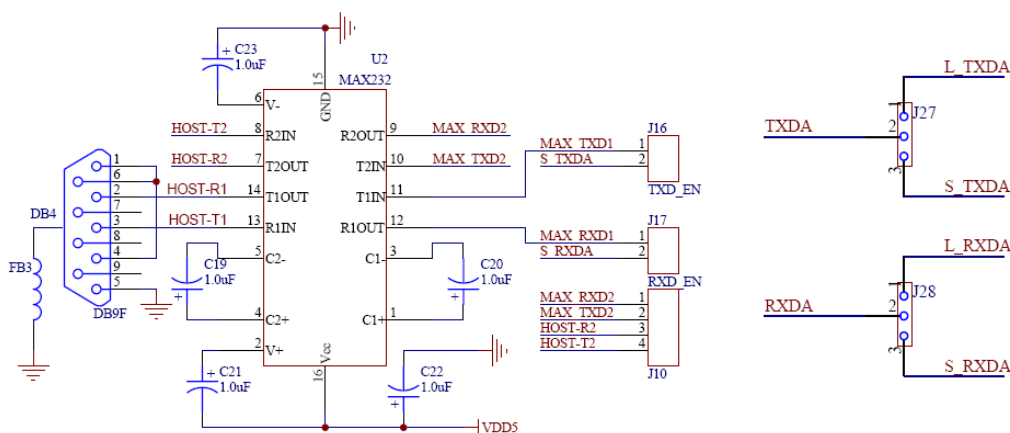 C23
1.0uF
U2
MAX232
15
GND
6
V-
HOST-T2
8
R2IN
R2OUT
9
MAX_RXD2
HOST-R2
7
T2OUT
T2IN
10
MAX_TXD2
HOST-R1
14
T1OUT
T1IN
11
HOST-T1
13
R1IN
R1OUT
12
5
C2-
C1-
3
C19
1.0uF
C20
1.0uF
4
C2+
C1+
1
2
V+
Vcc
16
C21
1.0uF
C22
1.0uF
VDD5
DB4
1
6
2
7
3
8
4
9
5
FB3
DB9F
J16
MAX_TXD1 1
S_TXDA 2
TXD_EN
J17
MAX_RXD1 1
S_RXDA 2
RXD_EN
MAX_RXD2 1
MAX_TXD2 2
HOST-R2 3
HOST-T2 4
J10
L_TXDA
1
J27
TXDA
2
3
S_TXDA
L_RXDA
1
J28
RXDA
2
3
S_RXDA